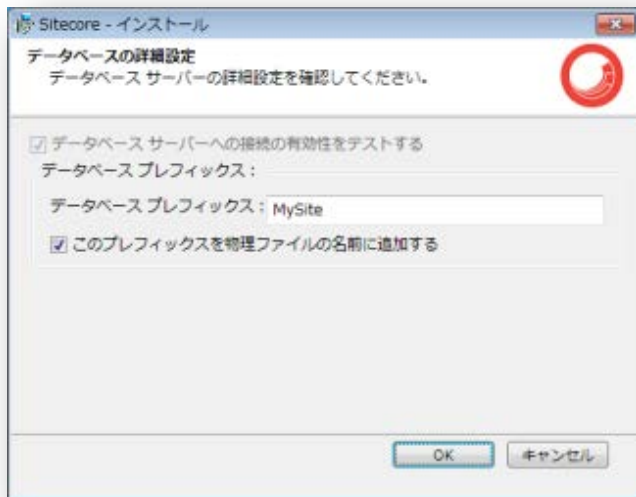 Sitecore - インストール
データベースの詳細設定
データベース サーバーの詳細設定を確認してください。
データベース サーバーへの接続の有効性をテストする
データベース プレフィックス：
データベース プレフィックス： MySite
このプレフィックスを物理ファイルの名前に追加する
OK キャンセル